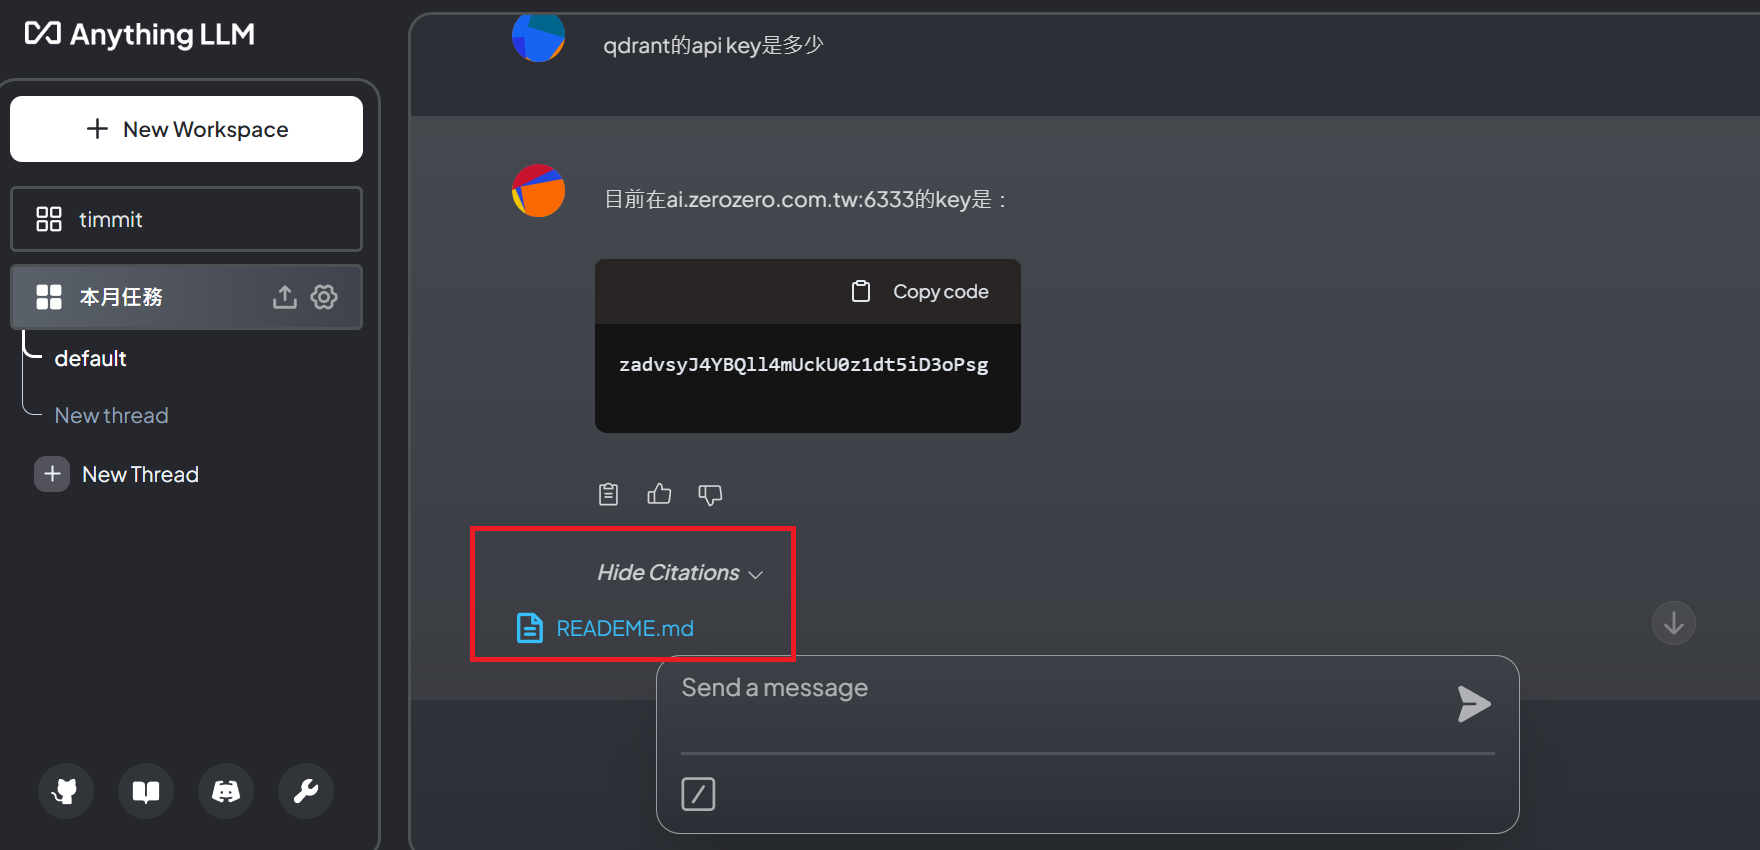 Anything LLM
New Workspace
timmit
本月任務
default
New thread
New Thread
qdrant的api key是多少
目前在ai.zerozero.com.tw:6333的key是：
Copy code
zadvsyJ4YBQll4mUckU0z1dt5iD3oPsg
Hide Citations
READEME.md
Send a message